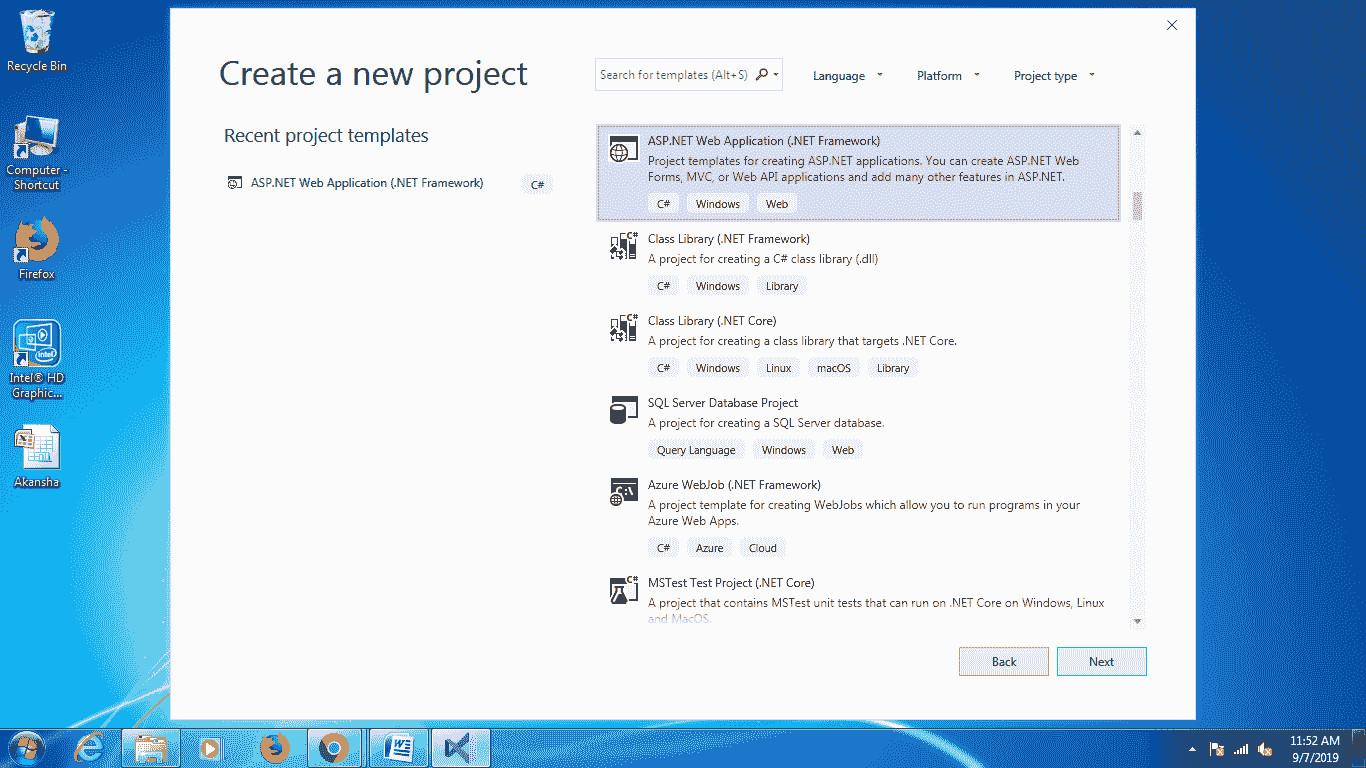 Recycle Bin
Computer -
Shortcut
Firefox
intel
Intel® HD
Graphic...
Akansha
Create a new project
Recent project templates
ASP.NET Web Application (.NET Framework)
C#
Search for templates (Alt+S)
Language
Platform
Project type
ASP.NET Web Application (.NET Framework)
Project templates for creating ASP.NET applications. You can create ASP.NET Web
Forms, MVC, or Web API applications and add many other features in ASP.NET.
C# Windows Web
C#
Class Library (.NET Framework)
A project for creating a C# class library (.dll)
C# Windows Library
C#
Class Library (.NET Core)
A project for creating a class library that targets .NET Core.
C# Windows Linux macOS Library
SQL Server Database Project
A project for creating a SQL Server database.
Query Language Windows Web
C:\
Azure WebJob (.NET Framework)
A project template for creating WebJobs which allow you to run programs in your
Azure Web Apps.
C# Azure Cloud
C#
MSTest Test Project (.NET Core)
A project that contains MSTest unit tests that can run on .NET Core on Windows, Linux
and MacOS.
Back
Next
W
11:52 AM
9/7/2019